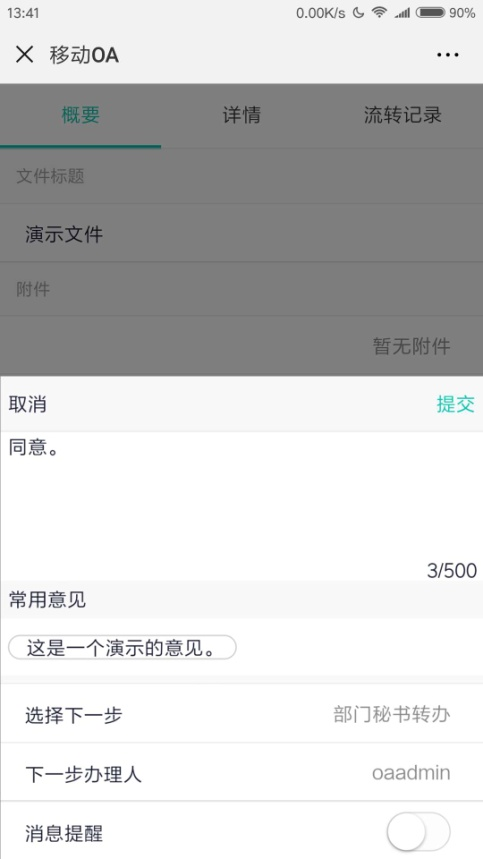 13:41 0.00K/s 90%
移动OA
概要 详情 流转记录
文件标题
演示文件
附件
暂无附件
取消 提交
同意。
3/500
常用意见
这是一个演示的意见。
选择下一步 部门秘书转办
下一步办理人 oaadmin
消息提醒